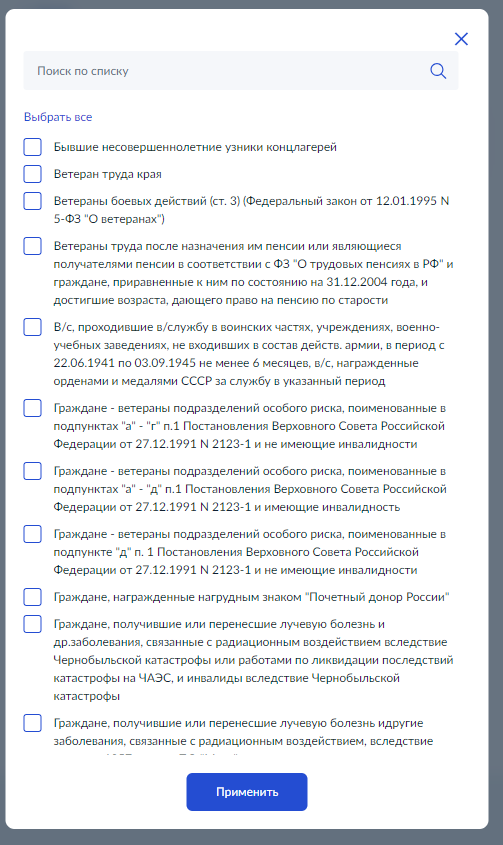 Поиск по списку
Выбрать все
Бывшие несовершеннолетние узники концлагерей
Ветеран труда края
Ветераны боевых действий (ст. 3) (Федеральный закон от 12.01.1995 N
5-ФЗ "О ветеранах")
Ветераны труда после назначения им пенсии или являющиеся
получателями пенсии в соответствии с ФЗ "О трудовых пенсиях в РФ" и
граждане, приравненные к ним по состоянию на 31.12.2004 года, и
достигшие возраста, дающего право на пенсию по старости
В/с, проходившие в/службу в воинских частях, учреждениях, военно-
учебных заведениях, не входивших в состав действ. армии, в период с
22.06.1941 по 03.09.1945 не менее 6 месяцев, в/с, награжденные
орденами и медалями СССР за службу в указанный период
Граждане - ветераны подразделений особого риска, поименованные в
подпунктах "а" - "г" п.1 Постановления Верховного Совета Российской
Федерации от 27.12.1991 N 2123-1 и не имеющие инвалидности
Граждане - ветераны подразделений особого риска, поименованные в
подпунктах "а" - "д" п.1 Постановления Верховного Совета Российской
Федерации от 27.12.1991 N 2123-1 и имеющие инвалность
Граждане - ветераны подразделений особого риска, поименованные в
подпункте "д" п. 1 Постановления Верховного Совета Российской
Федерации от 27.12.1991 N 2123-1 и не имеющие инвалидности
Граждане, награжденные нагрудным знаком "Почетный донор России"
Граждане, получившие или перенесшие лучевую болезнь и
др.заболевания, связанные с радиационным воздействием вследствие
Чернобыльской катастрофы или работами по ликвидации последствий
катастрофы на ЧАЭС, и инвалиды вследствие Чернобыльской
катастрофы
Граждане, получившие или перенесшие лучевую болезнь идругие
заболевания, связанные с радиационным воздействием, вследствие
Применить